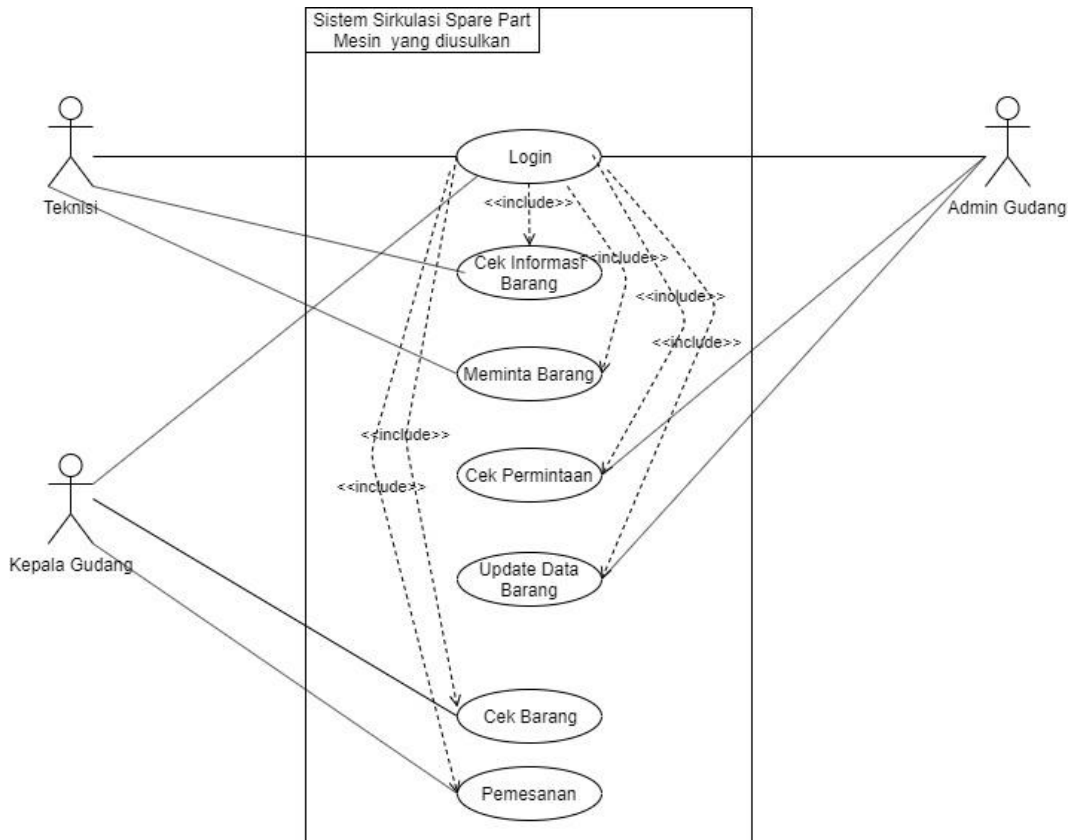 Sistem Sirkulasi Spare Part
Mesin yang diusulkan
Login
Teknisi
Admin Gudang
<<include>>
Cek Informasi
Barang
<<include>>
<<include>>
<<include>>
Meminta Barang
<<include>>
Cek Permintaan
<<include>>
Kepala Gudang
Update Data
Barang
Cek Barang
Pemesanan